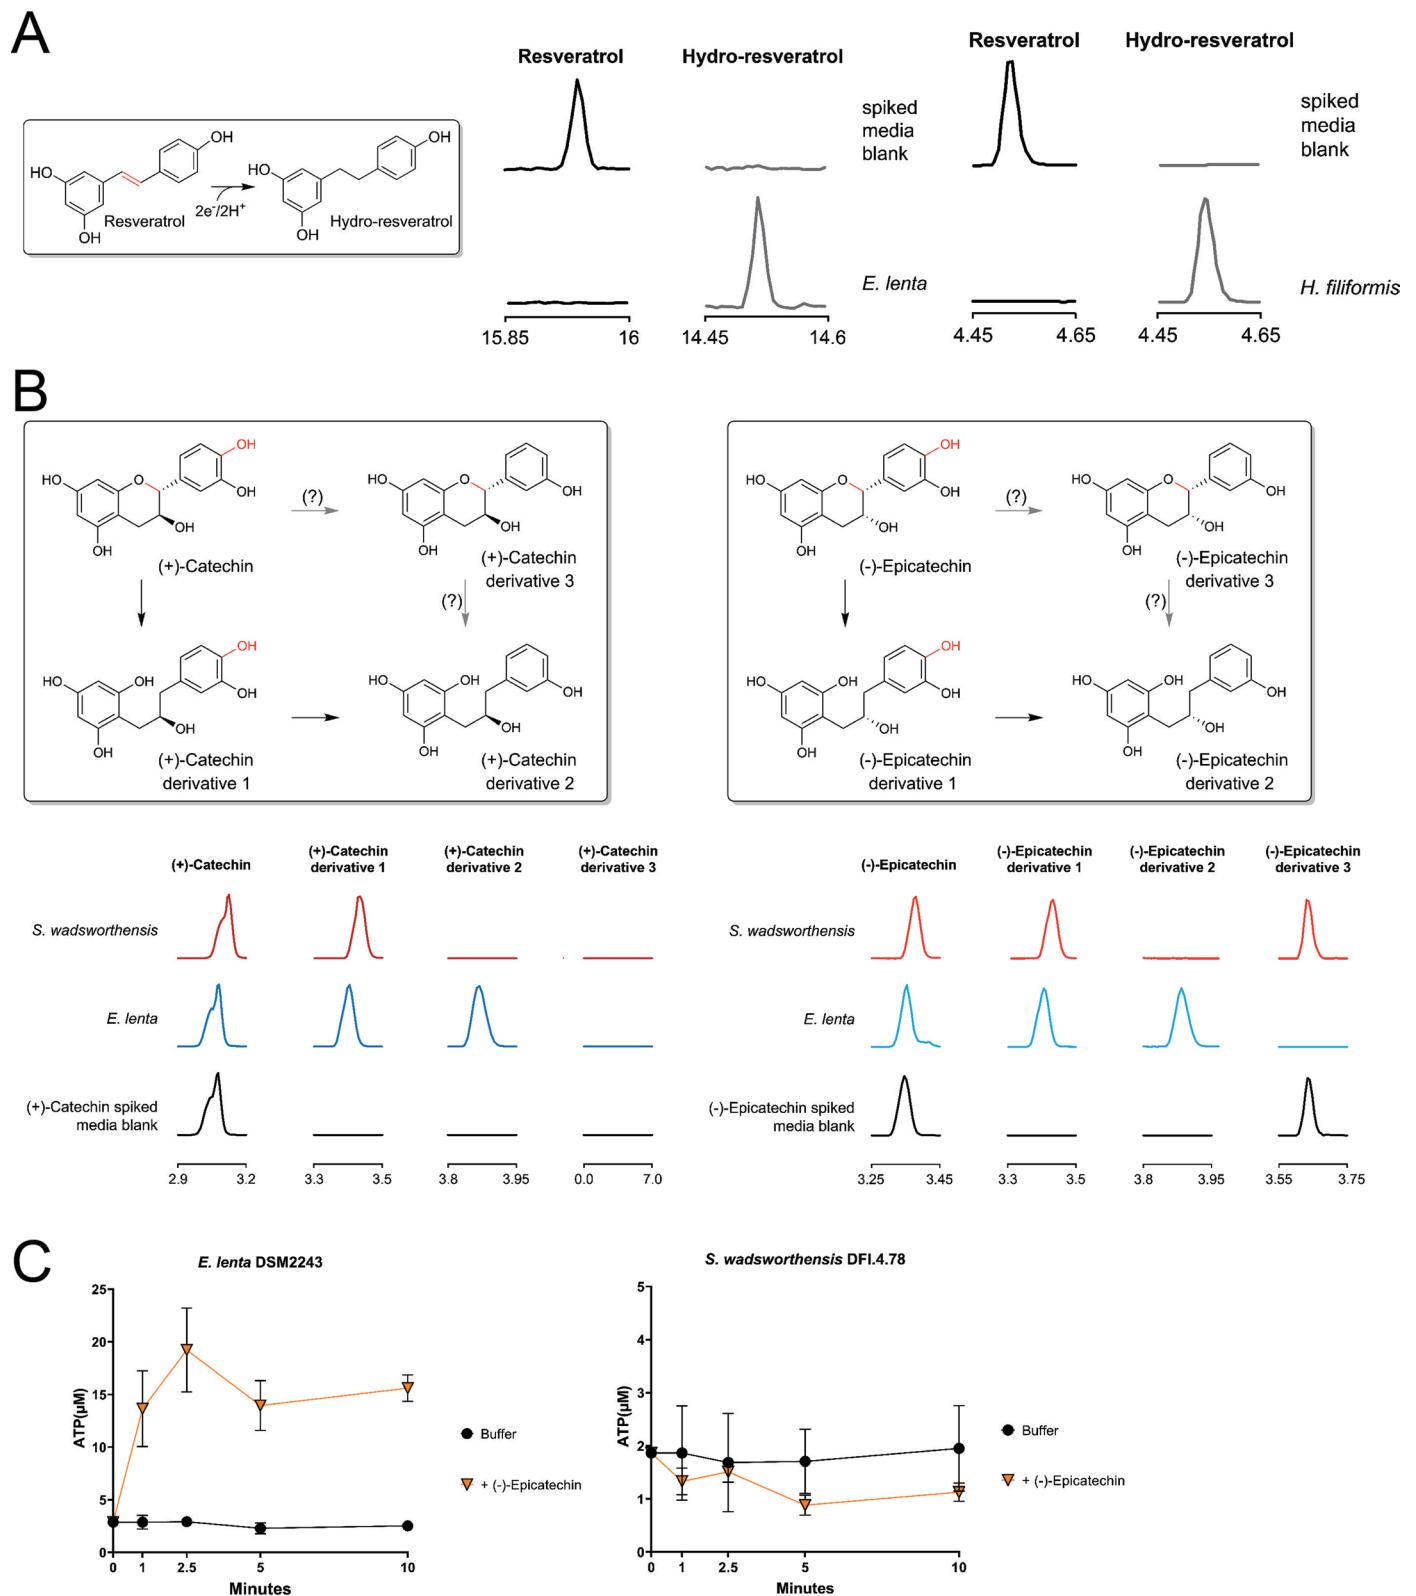 A
Resveratrol
Hydro-resveratrol
Resveratrol
Hydro-resveratrol
spiked
media
blank
spiked
media
blank
HO
OH
OH
Resveratrol
2e⁻/2H⁺
HO
OH
OH
Hydro-resveratrol
E. lenta
H. filiformis
15.85
16
14.45
14.6
4.45
4.65
4.45
4.65
B
HO
O
OH
OH
OH
OH
(+)-Catechin
(?)
HO
O
OH
OH
OH
(+)-Catechin
derivative 3
(?)
HO
OH
OH
OH
OH
OH
(+)-Catechin
derivative 1
HO
OH
OH
OH
OH
(+)-Catechin
derivative 2
HO
O
OH
OH
OH
OH
(-)-Epicatechin
(?)
HO
O
OH
OH
OH
(-)-Epicatechin
derivative 3
(?)
HO
OH
OH
OH
OH
OH
(-)-Epicatechin
derivative 1
HO
OH
OH
OH
OH
(-)-Epicatechin
derivative 2
(+)-Catechin
(+)-Catechin
derivative 1
(+)-Catechin
derivative 2
(+)-Catechin
derivative 3
S. wadsworthensis
E. lenta
(+)-Catechin spiked
media blank
2.9
3.2
3.3
3.5
3.8
3.95
0.0
7.0
(-)-Epicatechin
(-)-Epicatechin
derivative 1
(-)-Epicatechin
derivative 2
(-)-Epicatechin
derivative 3
S. wadsworthensis
E. lenta
(-)-Epicatechin spiked
media blank
3.25
3.45
3.3
3.5
3.8
3.95
3.55
3.75
C
E. lenta DSM2243
ATP(µM)
25
20
15
10
5
0
0
1
2.5
5
10
Minutes
Buffer
+ (-)-Epicatechin
S. wadsworthensis DFI.4.78
ATP(µM)
5
4
3
2
1
0
0
1
2.5
5
10
Minutes
Buffer
+ (-)-Epicatechin